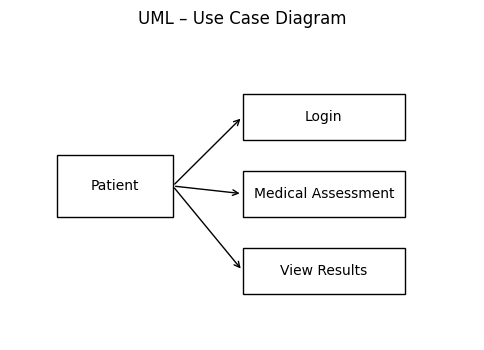 UML – Use Case Diagram
Login
Patient
Medical Assessment
View Results